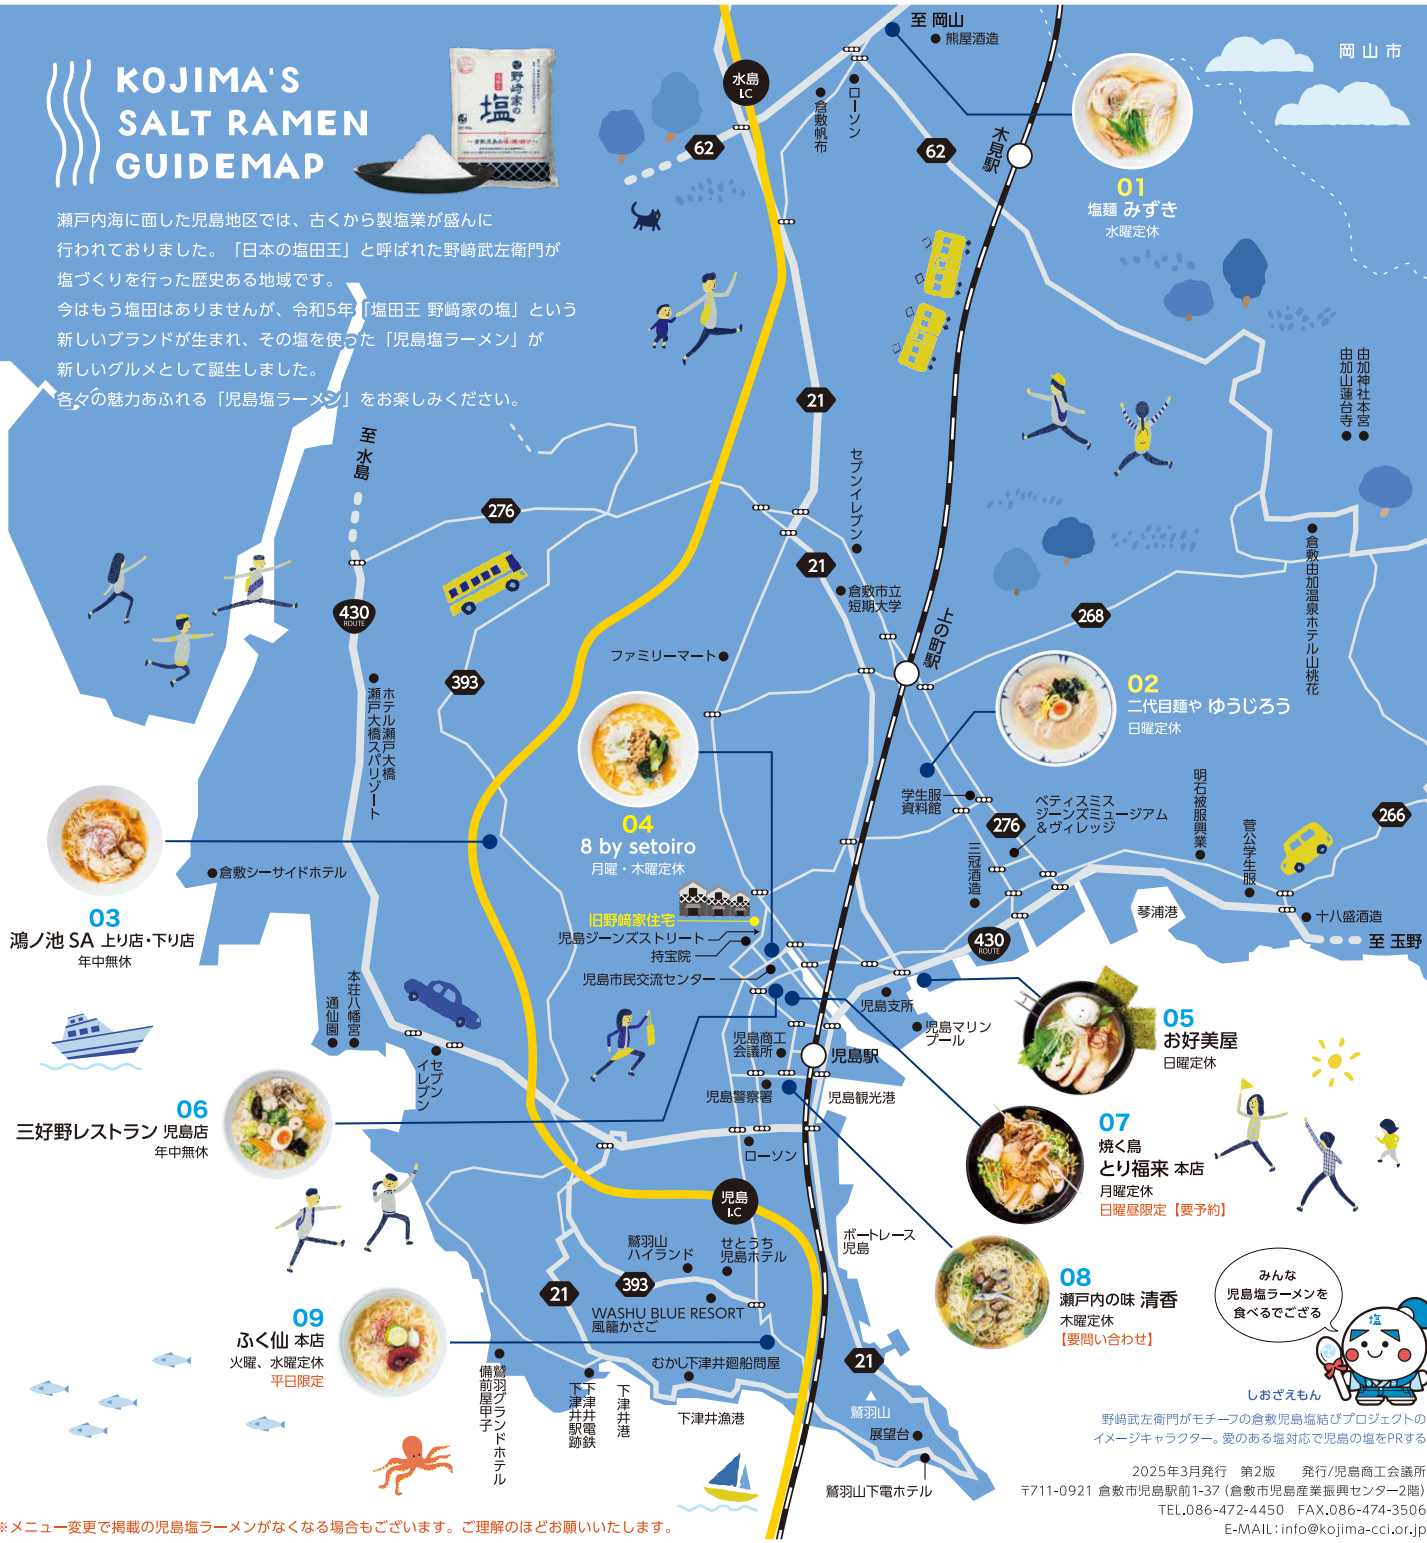 KOJIMA'S
SALT RAMEN
GUIDEMAP
野﨑家の
塩
瀬戸内海に面した児島地区では、古くから製塩業が盛んに
行われておりました。「日本の塩田王」と呼ばれた野﨑武左衛門が
塩づくりを行った歴史ある地域です。
今はもう塩田はありませんが、令和5年「塩田王 野﨑家の塩」という
新しいブランドが生まれ、その塩を使った「児島塩ラーメン」が
新しいグルメとして誕生しました。
各々の魅力あふれる「児島塩ラーメン」をお楽しみください。
至 岡山
熊屋酒造
岡山市
水島
I.C
ローソン
倉敷帆布
62
62
木見駅
01
塩麺 みずき
水曜定休
由加神社本宮
由加山蓮台寺
21
至 水島
セブンイレブン
276
倉敷由加温泉ホテル山桃花
21
倉敷市立
短期大学
430
ROUTE
268
上の町駅
ファミリーマート
393
ホテル瀬戸大橋
瀬戸大橋スパリゾート
02
二代目麺や ゆうじろう
日曜定休
学生服
資料館
ベティスミス
ジーンズミュージアム
&ヴィレッジ
276
明石被服興業
菅公学生服
266
三冠酒造
04
8 by setoiro
月曜・木曜定休
倉敷シーサイドホテル
03
鴻ノ池 SA 上り店・下り店
年中無休
旧野﨑家住宅
児島ジーンズストリート
持宝院
児島市民交流センター
琴浦港
十八盛酒造
至 玉野
430
ROUTE
本荘八幡宮
通仙園
児島支所
児島マリン
プール
05
お好美屋
日曜定休
児島商工
会議所
児島駅
セブン
イレブン
児島警察署
児島観光港
06
三好野レストラン 児島店
年中無休
07
焼く鳥
とり福来 本店
月曜定休
日曜昼限定【要予約】
ローソン
児島
I.C
ボートレース
児島
鷲羽山
ハイランド
せとうち
児島ホテル
393
21
WASHU BLUE RESORT
風籠かさご
08
瀬戸内の味 清香
木曜定休
【要問い合わせ】
みんな
児島塩ラーメンを
食べるでござる
塩
09
ふく仙 本店
火曜、水曜定休
平日限定
むかし下津井廻船問屋
21
鷲羽グランドホテル
備前屋甲子
下津井電鉄
下津井駅跡
下津井港
下津井漁港
鷲羽山
展望台
鷲羽山下電ホテル
しおざえもん
野﨑武左衛門がモチーフの倉敷児島塩結びプロジェクトの
イメージキャラクター。愛のある塩対応で児島の塩をPRする
2025年3月発行 第2版 発行/児島商工会議所
〒711-0921 倉敷市児島駅前1-37 (倉敷市児島産業振興センター2階)
TEL.086-472-4450 FAX.086-474-3506
E-MAIL:info@kojima-cci.or.jp
※メニュー変更で掲載の児島塩ラーメンがなくなる場合もございます。ご理解のほどお願いいたします。